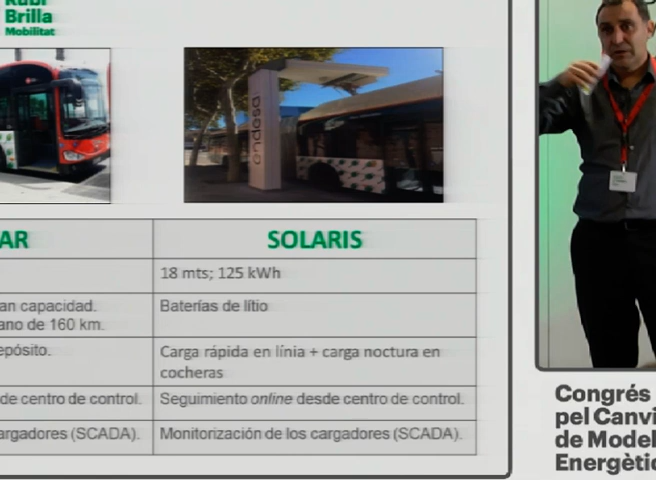 Rubí
Brilla
Mobilitat
endesa
AR
SOLARIS
18 mts; 125 kWh
an capacidad.
Baterías de lítio
ano de 160 km.
epósito.
Carga rápida en línia + carga noctura en
cocheras
de centro de control.
Seguimiento online desde centro de control.
argadores (SCADA).
Monitorización de los cargadores (SCADA).
Congrés
pel Canvi
de Model
Energètic